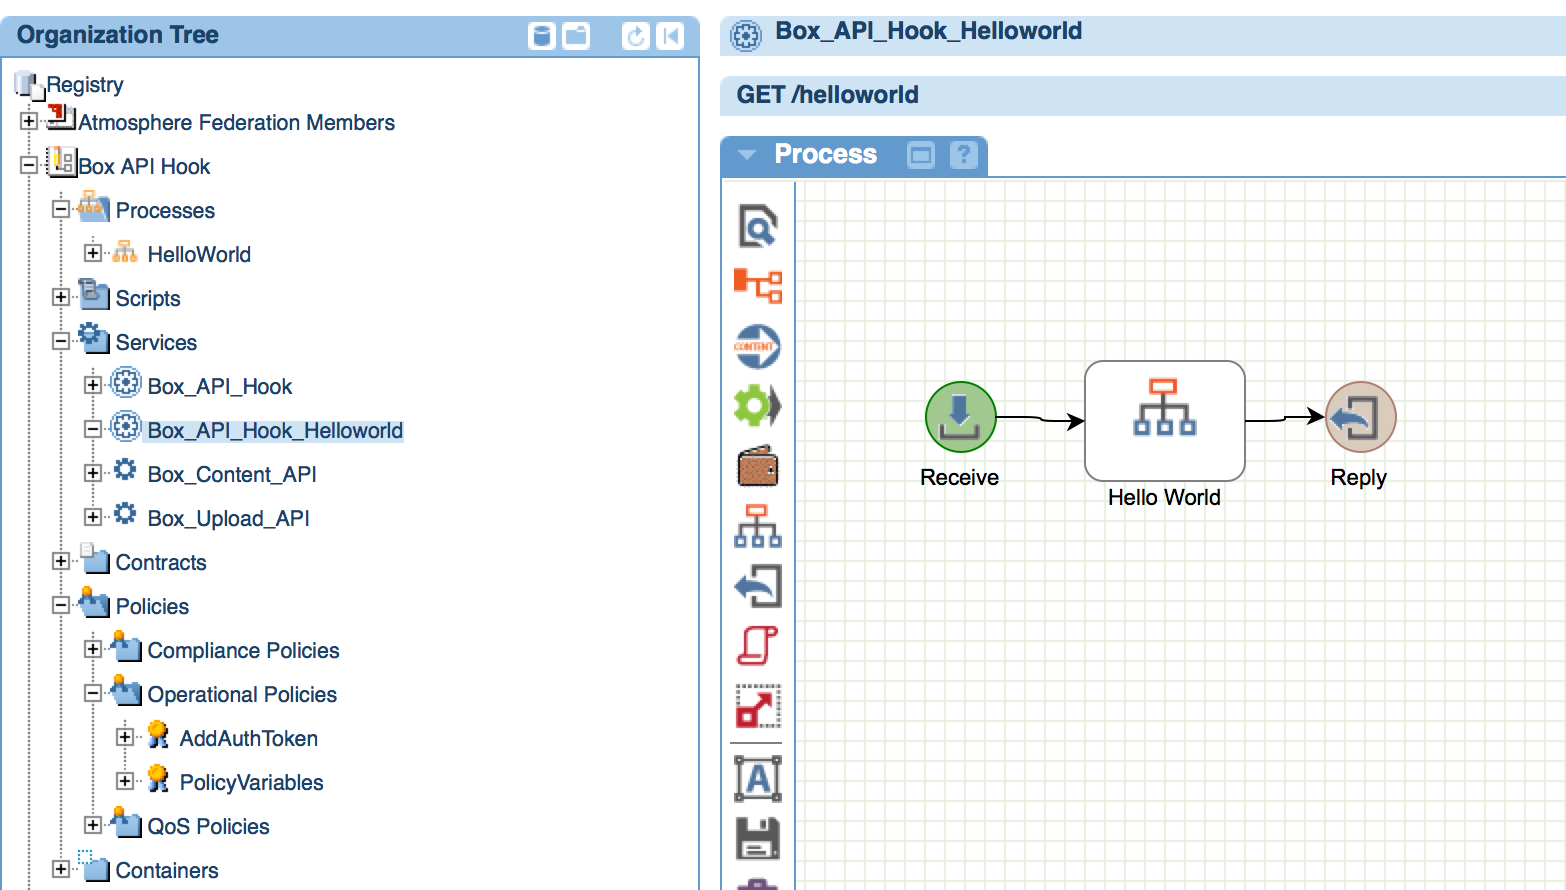 Organization Tree
Registry
Atmosphere Federation Members
Box API Hook
Processes
HelloWorld
Scripts
Services
Box_API_Hook
Box_API_Hook_Helloworld
Box_Content_API
Box_Upload_API
Contracts
Policies
Compliance Policies
Operational Policies
AddAuthToken
PolicyVariables
QoS Policies
Containers
Box_API_Hook_Helloworld
GET /helloworld
Process
?
CONTENT
A
Receive
Hello World
Reply